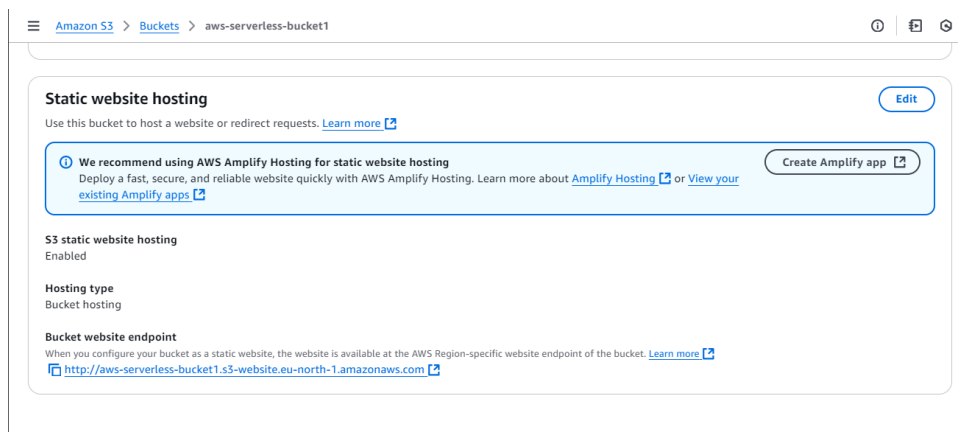 Amazon S3 > Buckets > aws-serverless-bucket1
Static website hosting
Edit
Use this bucket to host a website or redirect requests. Learn more
We recommend using AWS Amplify Hosting for static website hosting
Create Amplify app
Deploy a fast, secure, and reliable website quickly with AWS Amplify Hosting. Learn more about Amplify Hosting or View your
existing Amplify apps
S3 static website hosting
Enabled
Hosting type
Bucket hosting
Bucket website endpoint
When you configure your bucket as a static website, the website is available at the AWS Region-specific website endpoint of the bucket. Learn more
http://aws-serverless-bucket1.s3-website.eu-north-1.amazonaws.com